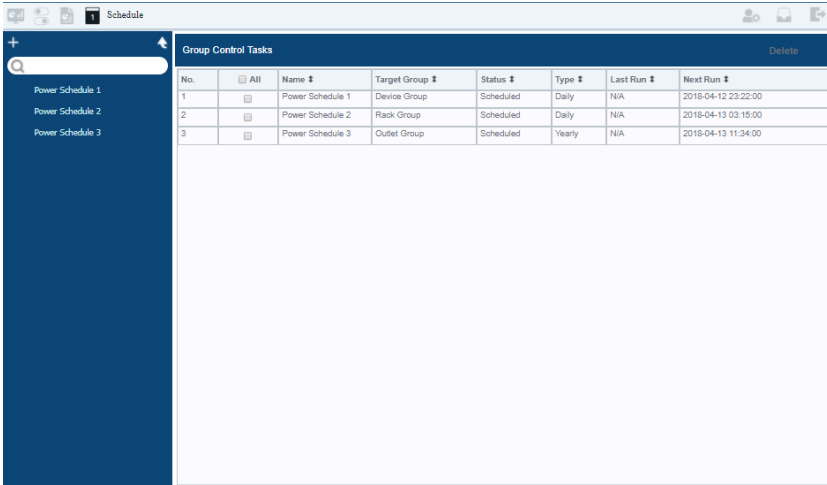 1 Schedule
Group Control Tasks Delete
Power Schedule 1
Power Schedule 2
Power Schedule 3
No. All Name Target Group Status Type Last Run Next Run
1 Power Schedule 1 Device Group Scheduled Daily N/A 2018-04-12 23:22:00
2 Power Schedule 2 Rack Group Scheduled Daily N/A 2018-04-13 03:15:00
3 Power Schedule 3 Outlet Group Scheduled Yearly N/A 2018-04-13 11:34:00